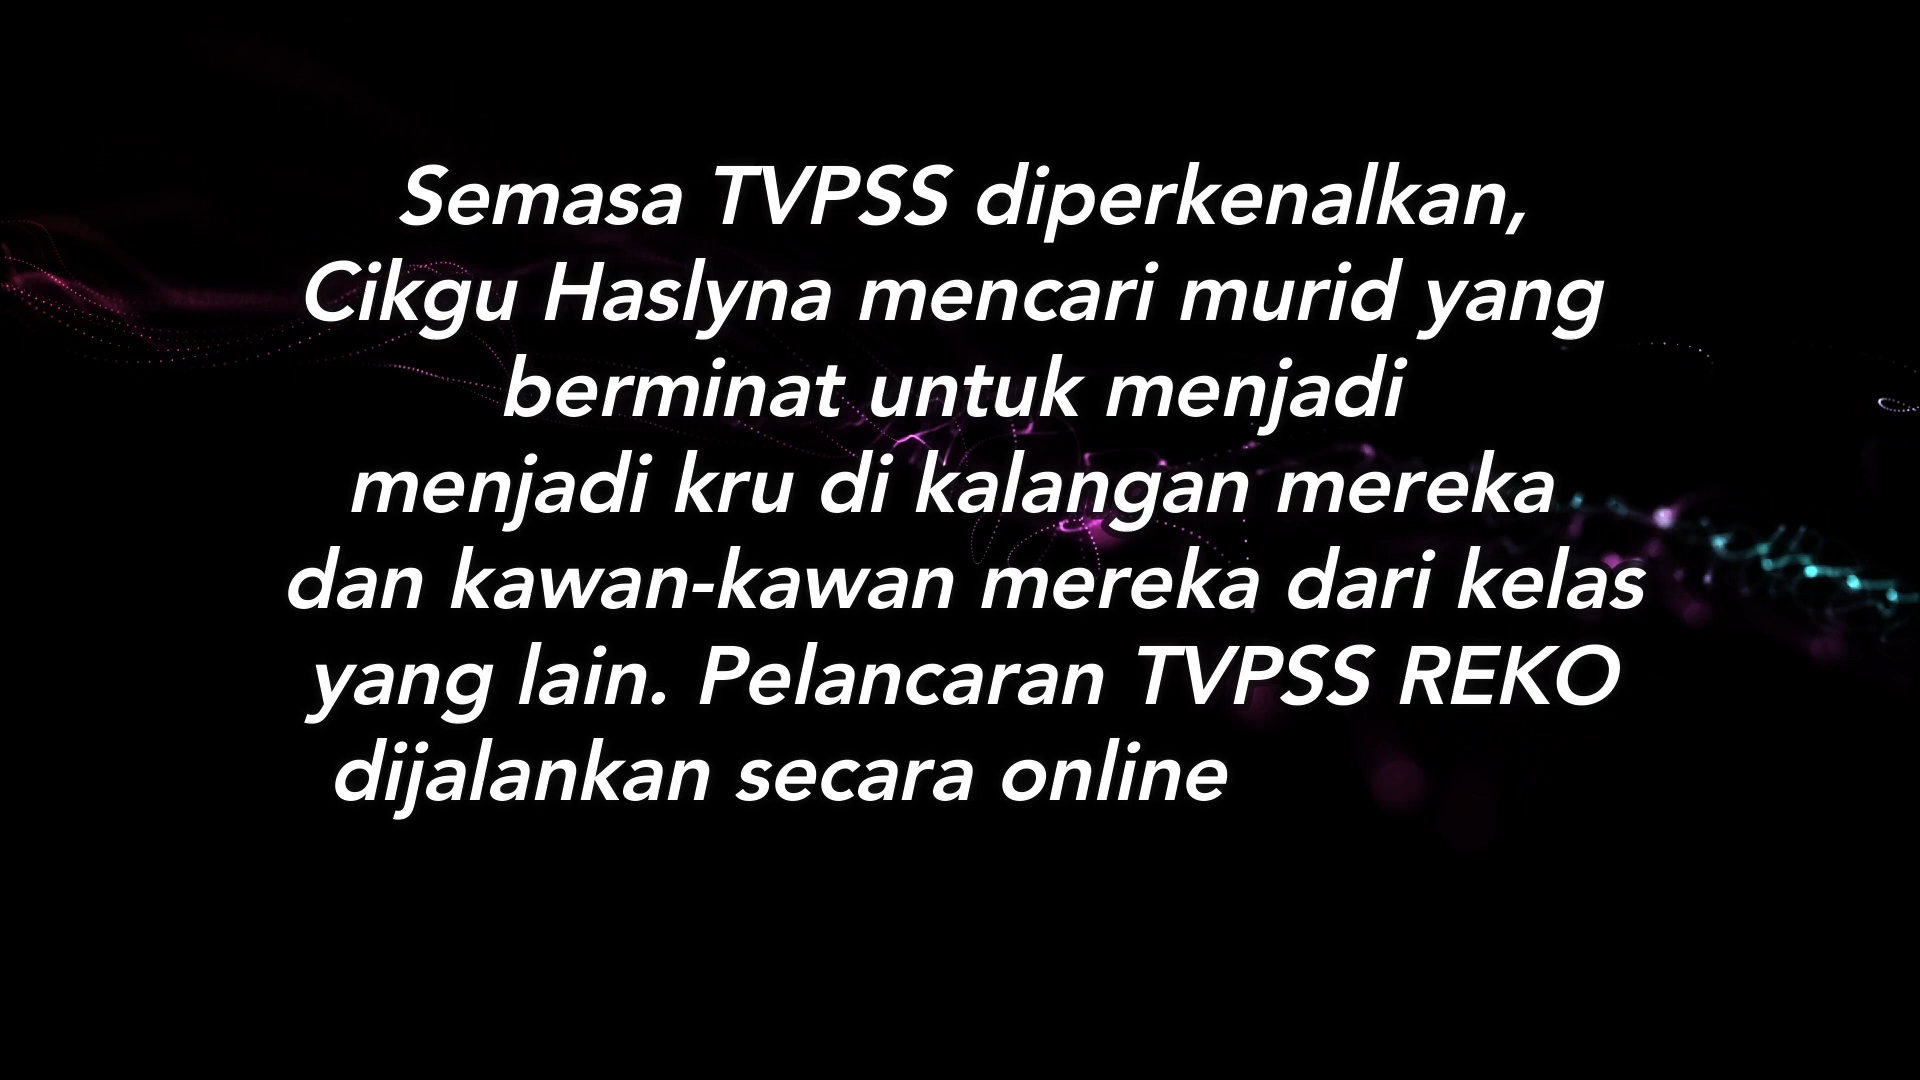 Semasa TVPSS diperkenalkan,
Cikgu Haslyna mencari murid yang
berminat untuk menjadi
menjadi kru di kalangan mereka
dan kawan-kawan mereka dari kelas
yang lain. Pelancaran TVPSS REKO
dijalankan secara online